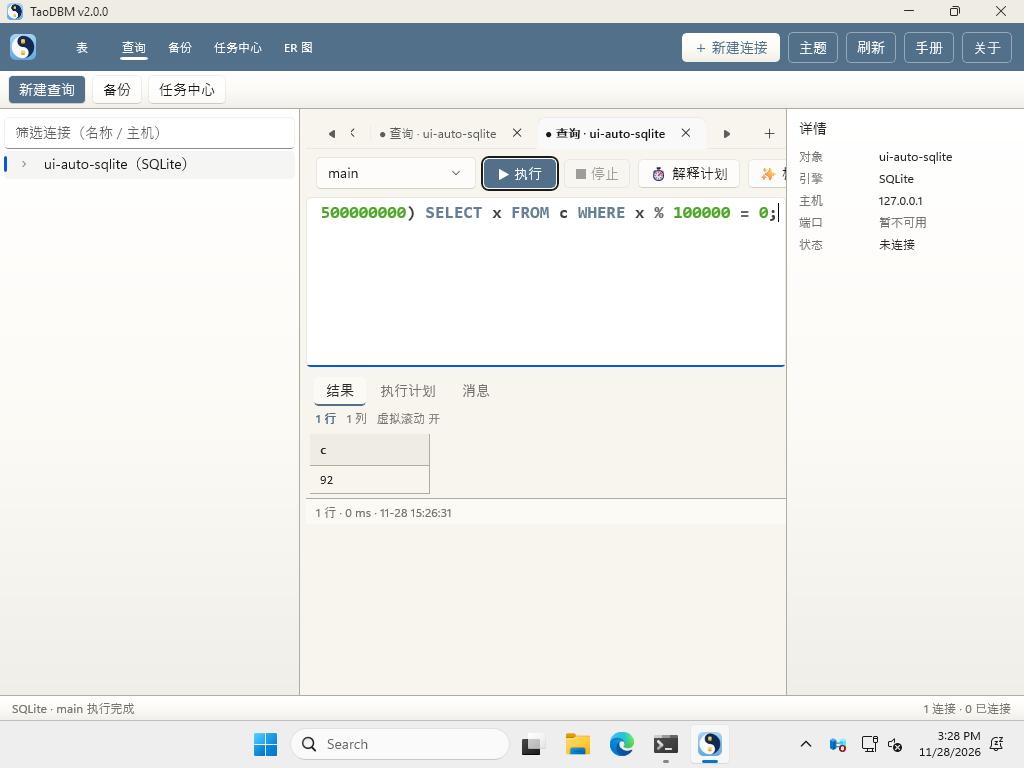 TaoDBM v2.0.0
表 查询 备份 任务中心 ER 图 + 新建连接 主题 刷新 手册 关于
新建查询 备份 任务中心
筛选连接（名称 / 主机）
ui-auto-sqlite（SQLite）
● 查询 · ui-auto-sqlite ● 查询 · ui-auto-sqlite
main 执行 停止 解释计划
500000000) SELECT x FROM c WHERE x % 100000 = 0;
结果 执行计划 消息
1 行 1 列 虚拟滚动 开
c
92
1 行 · 0 ms · 11-28 15:26:31
详情
对象 ui-auto-sqlite
引擎 SQLite
主机 127.0.0.1
端口 暂不可用
状态 未连接
SQLite · main 执行完成
1 连接 · 0 已连接
Search
3:28 PM
11/28/2026